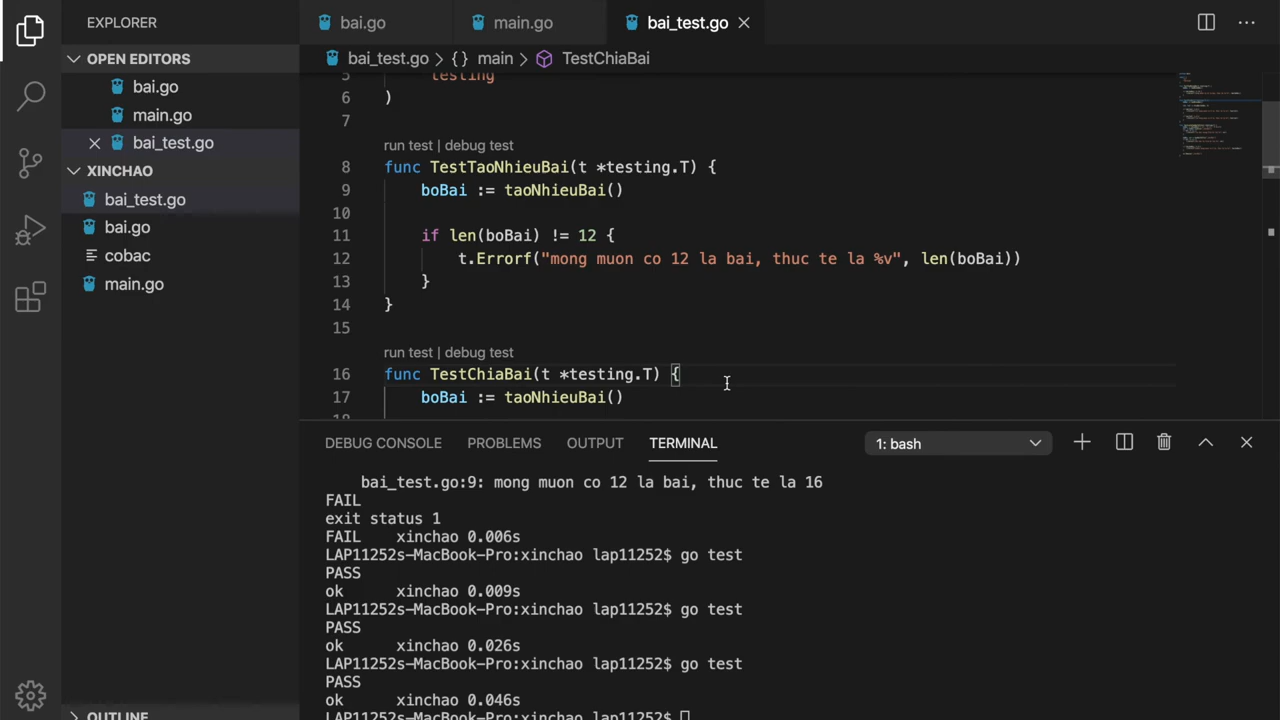 EXPLORER
bai.go
main.go
bai_test.go
OPEN EDITORS
bai_test.go > {} main > TestChiaBai
bai.go
main.go
bai_test.go
XINCHAO
bai_test.go
bai.go
cobac
main.go
5 testing
6 )
7
run test | debug test
8 func TestTaoNhieuBai(t *testing.T) {
9 boBai := taoNhieuBai()
10
11 if len(boBai) != 12 {
12 t.Errorf("mong muon co 12 la bai, thuc te la %v", len(boBai))
13 }
14 }
15
run test | debug test
16 func TestChiaBai(t *testing.T) {
17 boBai := taoNhieuBai()
18
DEBUG CONSOLE PROBLEMS OUTPUT TERMINAL 1: bash
bai_test.go:9: mong muon co 12 la bai, thuc te la 16
FAIL
exit status 1
FAIL xinchao 0.006s
LAP11252s-MacBook-Pro:xinchao lap11252$ go test
PASS
ok xinchao 0.009s
LAP11252s-MacBook-Pro:xinchao lap11252$ go test
PASS
ok xinchao 0.026s
LAP11252s-MacBook-Pro:xinchao lap11252$ go test
PASS
ok xinchao 0.046s
LAP11252s-MacBook-Pro:xinchao lap11252$
OUTLINE